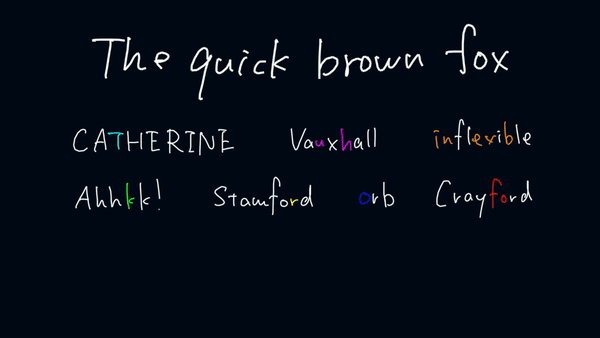 The quick brown fox
CATHERINE Vauxhall inflexible
Ahhkk! Stamford orb Crayford